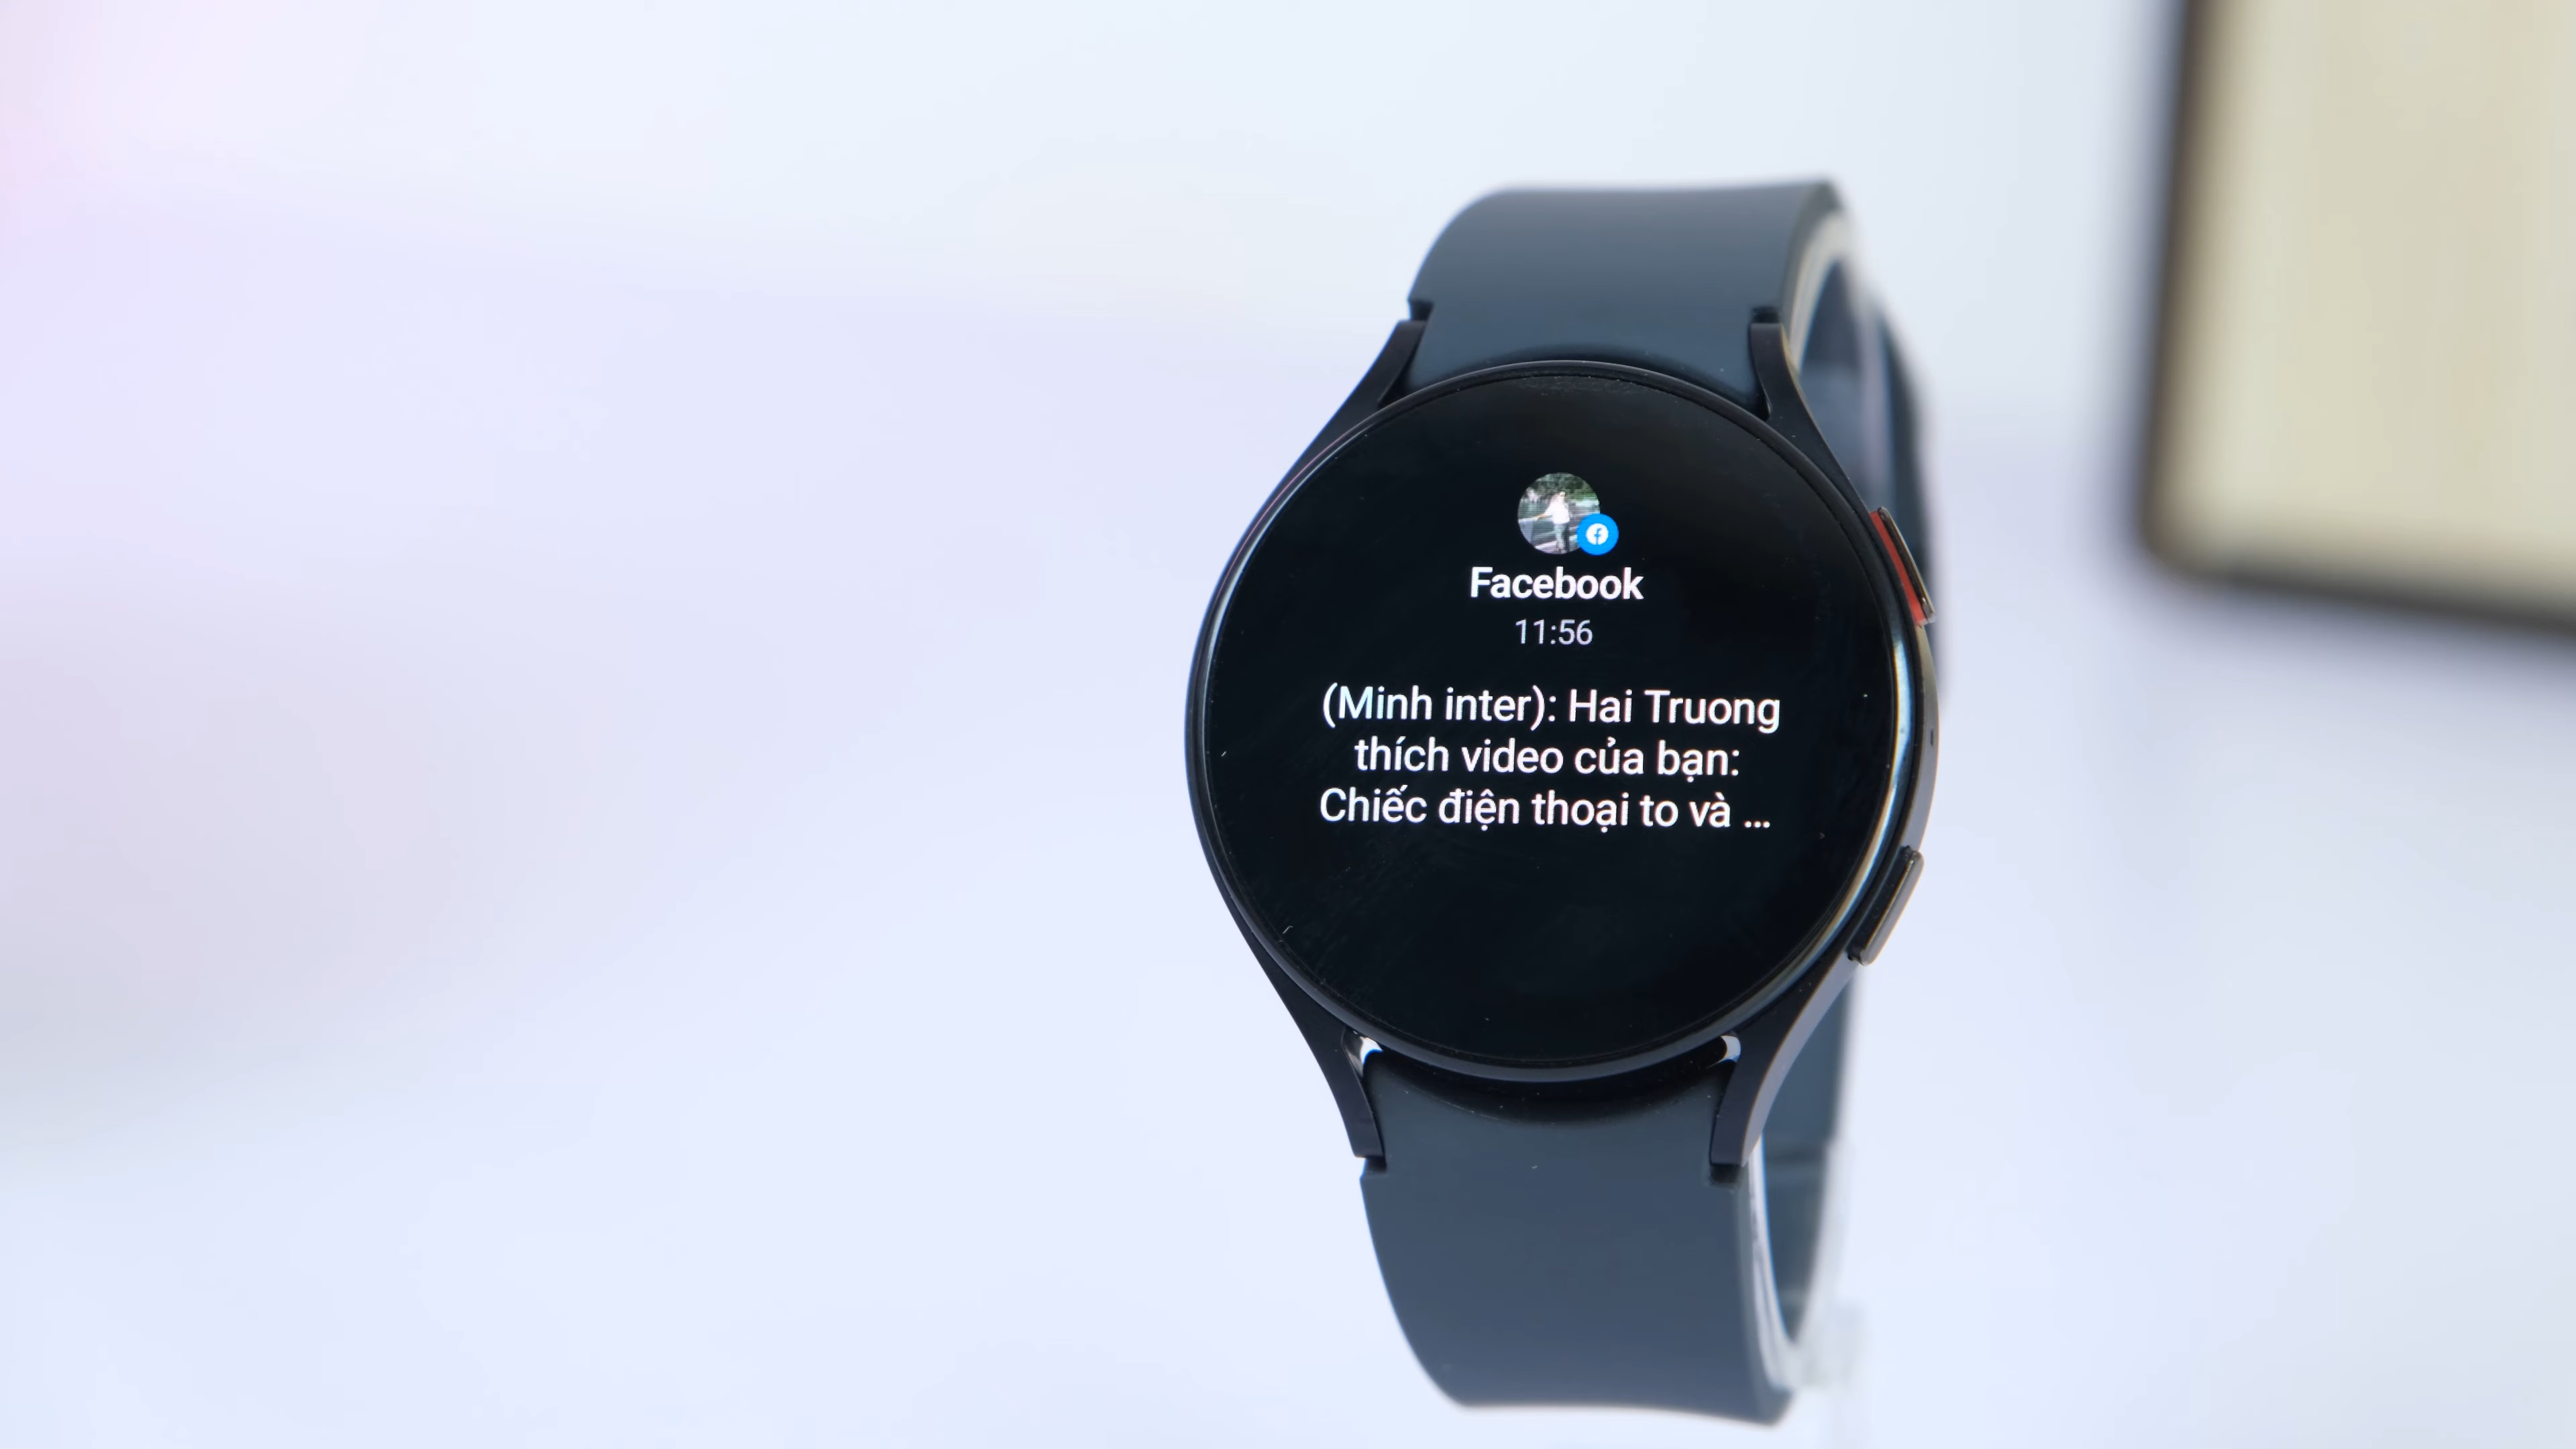 Facebook
11:56
(Minh inter): Hai Truong
thích video của bạn:
Chiếc điện thoại to và ...